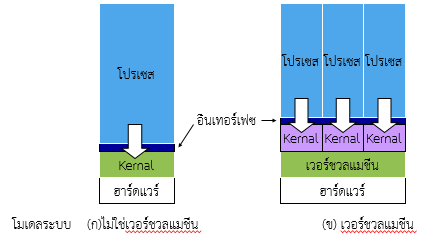 โปรเซส
โปรเซส โปรเซส โปรเซส
อินเทอร์เฟซ
Kernal Kernal Kernal
Kernal
เวอร์ชวลแมชีน
ฮาร์ดแวร์
ฮาร์ดแวร์
โมเดลระบบ (ก)ไม่ใช่เวอร์ชวลแมชีน (ข) เวอร์ชวลแมชีน